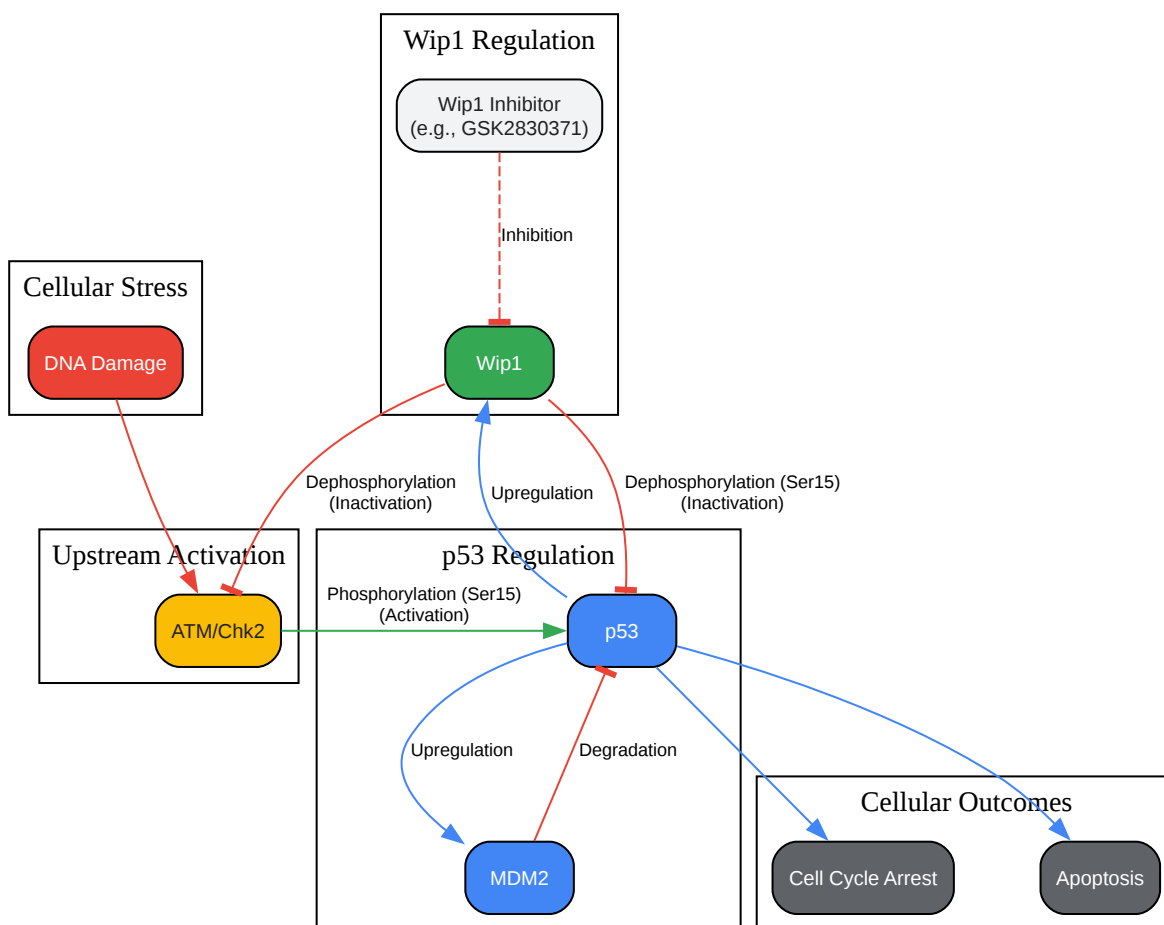 Wip1 Regulation
Wip1 Inhibitor
(e.g., GSK2830371)
Inhibition
Cellular Stress
DNA Damage
Wip1
Dephosphorylation
(Inactivation)
Upregulation
Dephosphorylation (Ser15)
(Inactivation)
Upstream Activation
p53 Regulation
Phosphorylation (Ser15)
(Activation)
ATM/Chk2
p53
Upregulation
Degradation
Cellular Outcomes
MDM2
Cell Cycle Arrest
Apoptosis